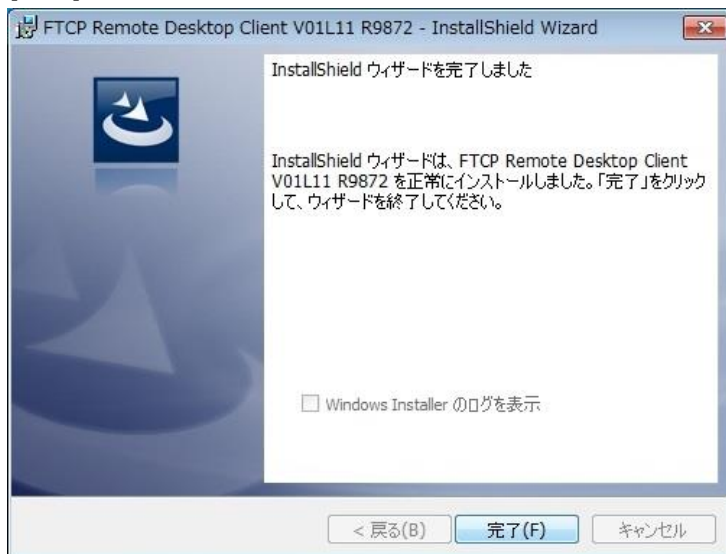 FTCP Remote Desktop Client V01L11 R9872 - InstallShield Wizard
InstallShield ウィザードを完了しました
InstallShield ウィザードは、FTCP Remote Desktop Client
V01L11 R9872 を正常にインストールしました。「完了」をクリック
して、ウィザードを終了してください。
Windows Installer のログを表示
< 戻る(B)
完了(F)
キャンセル